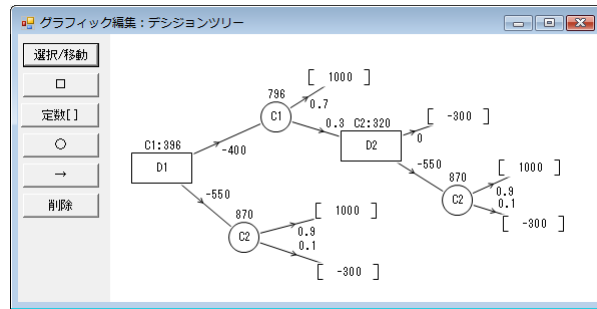 グラフィック編集：デシジョンツリー
選択/移動
□
定数[ ]
○
→
削除
[ 1000 ]
796
C1
0.7
[ -300 ]
0.3
C2:320
D2
0
C1:396
D1
-400
-550
[ 1000 ]
870
C2
0.9
0.1
[ -300 ]
-550
870
C2
[ 1000 ]
0.9
0.1
[ -300 ]